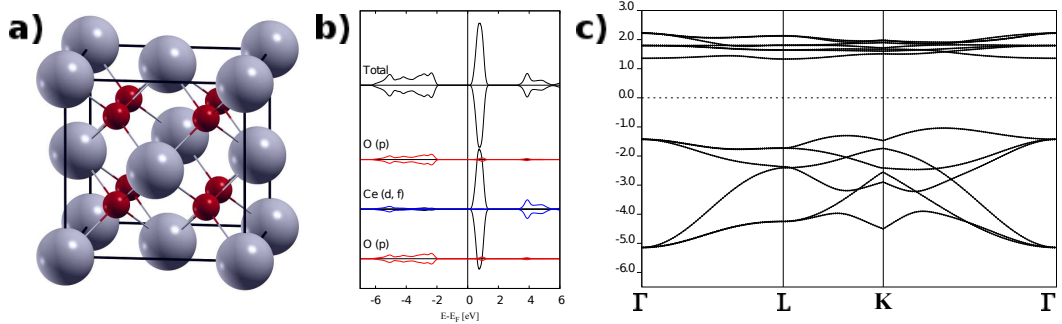 a)
b)
Total
O (p)
Ce (d, f)
O (p)
-6 -4 -2 0 2 4 6
E-E_F [eV]
c)
3.0
2.0
1.0
0.0
-1.0
-2.0
-3.0
-4.0
-5.0
-6.0
Γ L K Γ